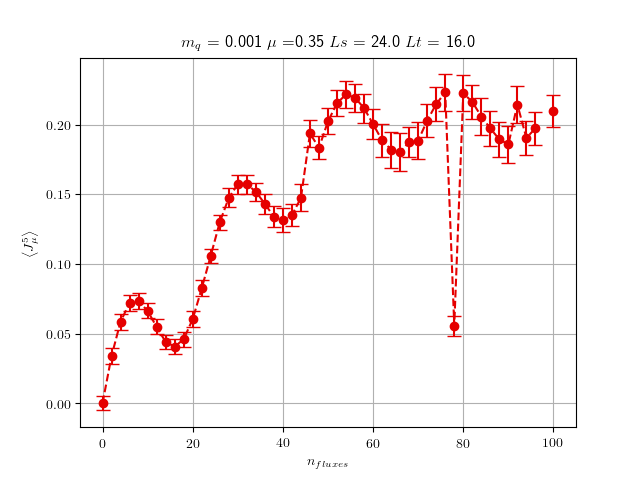 $m_q$ = 0.001 $\mu$ =0.35 $Ls$ = 24.0 $Lt$ = 16.0
0.20
0.15
$\langle J^5_\mu \rangle$
0.10
0.05
0.00
0 20 40 60 80 100
$n_{fluxes}$